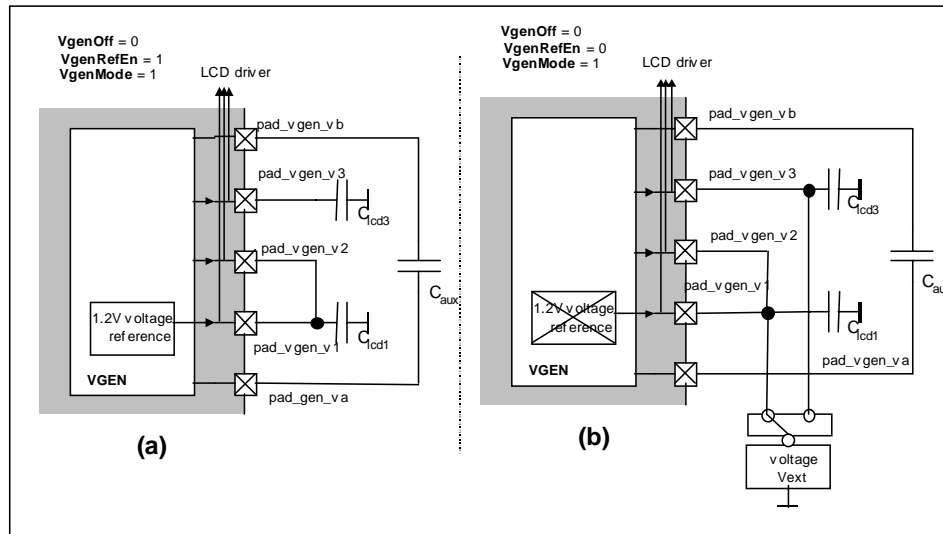 VgenOff = 0
VgenRefEn = 1
VgenMode = 1
LCD driver
pad_vgen_vb
pad_vgen_v3
Clcd3
pad_vgen_v2
Caux
1.2V voltage
reference
Clcd1
pad_vgen_v1
VGEN
pad_gen_va
(a)
VgenOff = 0
VgenRefEn = 0
VgenMode = 1
LCD driver
pad_vgen_vb
pad_vgen_v3
Clcd3
pad_vgen_v2
Cau
pad_vgen_v1
1.2V voltage
reference
Clcd1
pad_vgen_va
VGEN
(b)
voltage
Vext